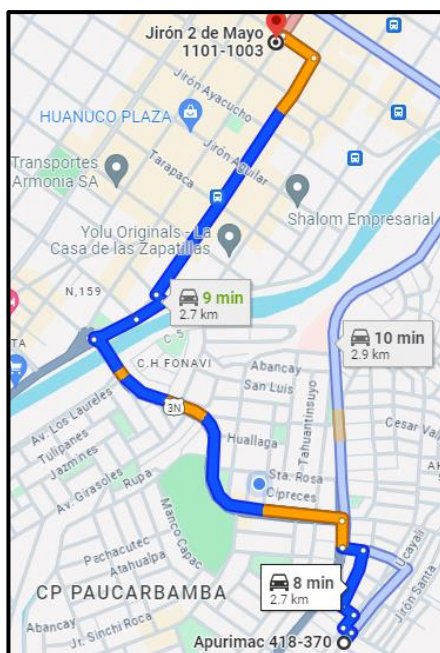 Jirón 2 de Mayo
1101-1003
Jirón Ayacucho
HUANUCO PLAZA
Jirón Aguilar
Transportes
Armonia SA
Tarapaca
Shalom Empresarial
Yolu Originals - La
Casa de las Zapatillas
N,159
9 min
2.7 km
10 min
2.9 km
C.H FONAVI
Abancay
San Luis
Tahuantinsuyo
Av. Los Laureles
3N
Tulipanes
Jazmines
Huallaga
Cesar Val
Av. Girasoles
Rupa
Sta. Rosa
Cipreces
Manco Capac
Pachacutec
Atahualpa
Ucayali
Jirón Santa
8 min
2.7 km
CP PAUCARBAMBA
Abancay
Jr. Sinchi Roca
Apurimac 418-370